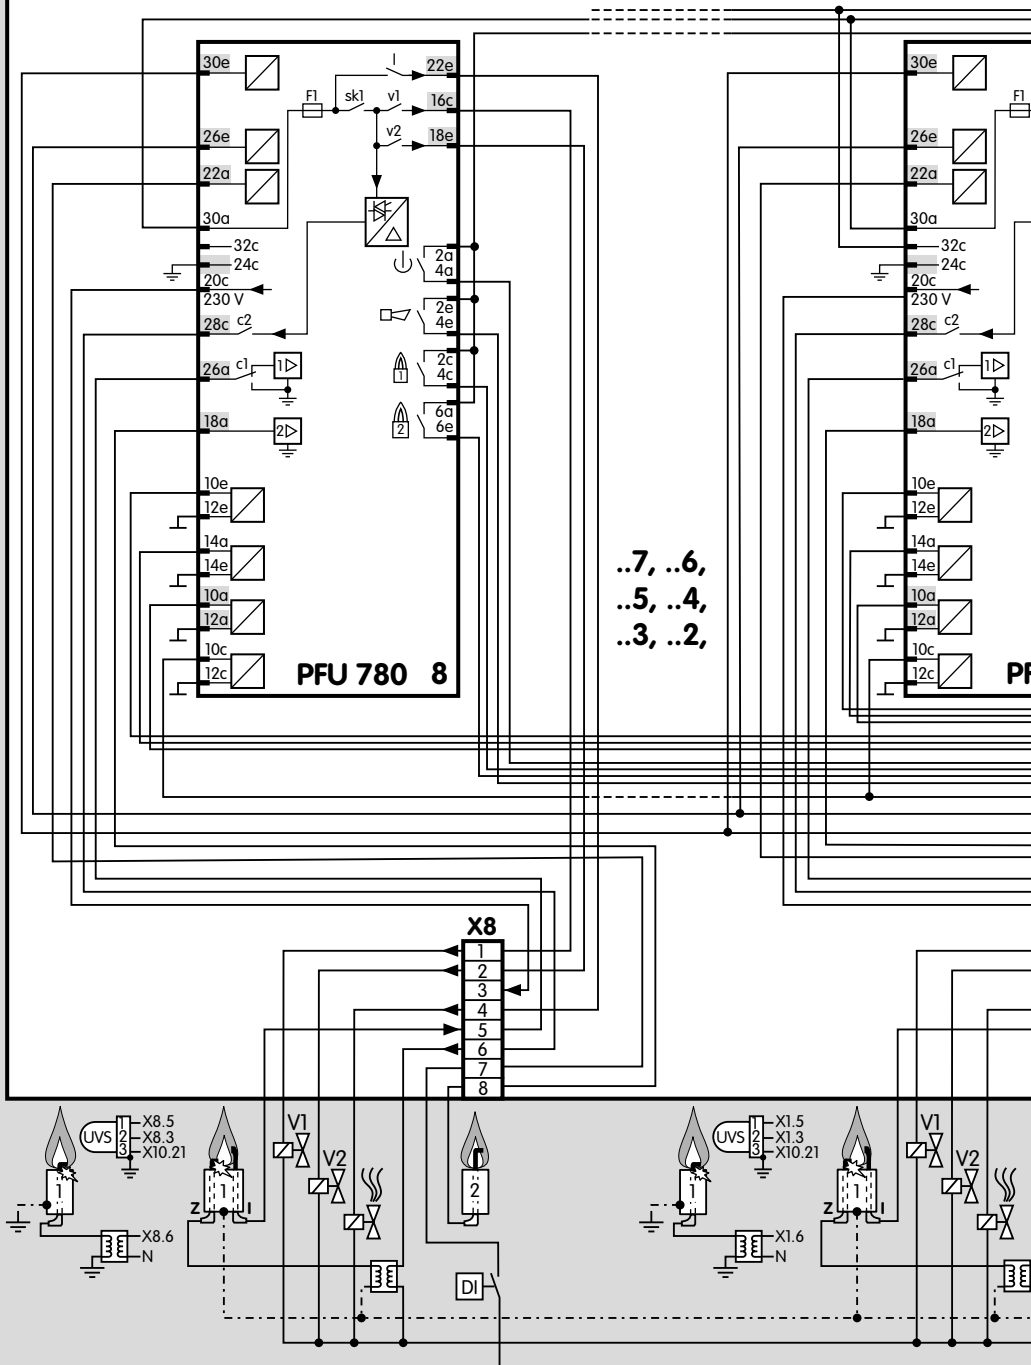 30e
26e
22a
30a
32c
24c
20c
230 V
28c
c2
26a
c1
1
18a
2
10e
12e
14a
14e
10a
12a
10c
12c
F1
sk1
v1
v2
22e
16c
18e
2a
4a
2e
4e
2c
4c
1
6a
6e
2
PFU 780 8
..7, ..6,
..5, ..4,
..3, ..2,
30e
F1
26e
22a
30a
32c
24c
20c
230 V
28c
c2
26a
c1
1
18a
2
10e
12e
14a
14e
10a
12a
10c
12c
PF
X8
1
2
3
4
5
6
7
8
UVS
1
2
3
X8.5
X8.3
X10.21
1
X8.6
N
1
Z
I
V1
V2
2
DI
UVS
1
2
3
X1.5
X1.3
X10.21
1
X1.6
N
1
Z
I
V1
V2